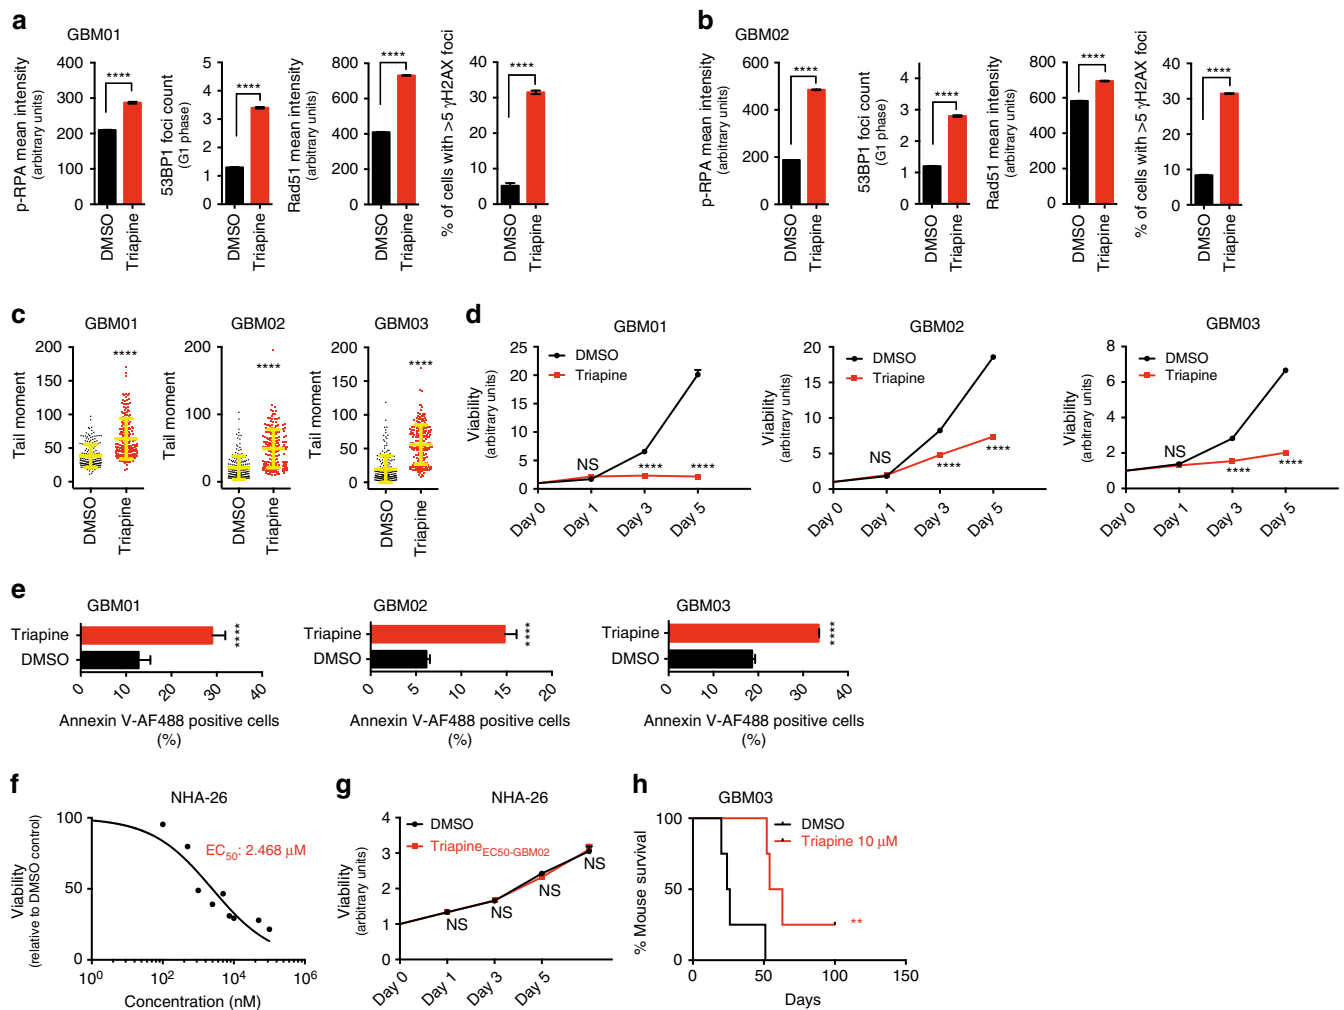 a
GBM01
p-RPA mean intensity
(arbitrary units)
400
300
200
100
0
****
DMSO
Triapine
53BP1 foci count
(G1 phase)
5
4
3
2
1
0
****
DMSO
Triapine
Rad51 mean intensity
(arbitrary units)
800
600
400
200
0
****
DMSO
Triapine
% of cells with >5 γH2AX foci
40
30
20
10
0
****
DMSO
Triapine
b
GBM02
p-RPA mean intensity
(arbitrary units)
600
400
200
0
****
DMSO
Triapine
53BP1 foci count
(G1 phase)
4
3
2
1
0
****
DMSO
Triapine
Rad51 mean intensity
(arbitrary units)
800
600
400
200
0
****
DMSO
Triapine
% of cells with >5 γH2AX foci
40
30
20
10
0
****
DMSO
Triapine
c
GBM01
Tail moment
200
150
100
50
0
****
DMSO
Triapine
GBM02
Tail moment
200
100
0
****
DMSO
Triapine
GBM03
Tail moment
200
150
100
50
0
****
DMSO
Triapine
d
GBM01
Viability
(arbitrary units)
25
20
15
10
5
0
DMSO
Triapine
NS
****
****
Day 0
Day 1
Day 3
Day 5
GBM02
Viability
(arbitrary units)
20
15
10
5
0
DMSO
Triapine
NS
****
****
Day 0
Day 1
Day 3
Day 5
GBM03
Viability
(arbitrary units)
8
6
4
2
0
DMSO
Triapine
NS
****
****
Day 0
Day 1
Day 3
Day 5
e
GBM01
Triapine
DMSO
****
0
10
20
30
40
Annexin V-AF488 positive cells
(%)
GBM02
Triapine
DMSO
****
0
5
10
15
20
Annexin V-AF488 positive cells
(%)
GBM03
Triapine
DMSO
****
0
10
20
30
40
Annexin V-AF488 positive cells
(%)
f
NHA-26
Viability
(relative to DMSO control)
100
50
0
EC50: 2.468 μM
10^0
10^2
10^4
10^6
Concentration (nM)
g
NHA-26
Viability
(arbitrary units)
4
3
2
1
0
DMSO
Triapine EC50-GBM02
NS
NS
NS
NS
Day 0
Day 1
Day 3
Day 5
h
GBM03
% Mouse survival
100
50
0
DMSO
Triapine 10 μM
**
0
50
100
150
Days